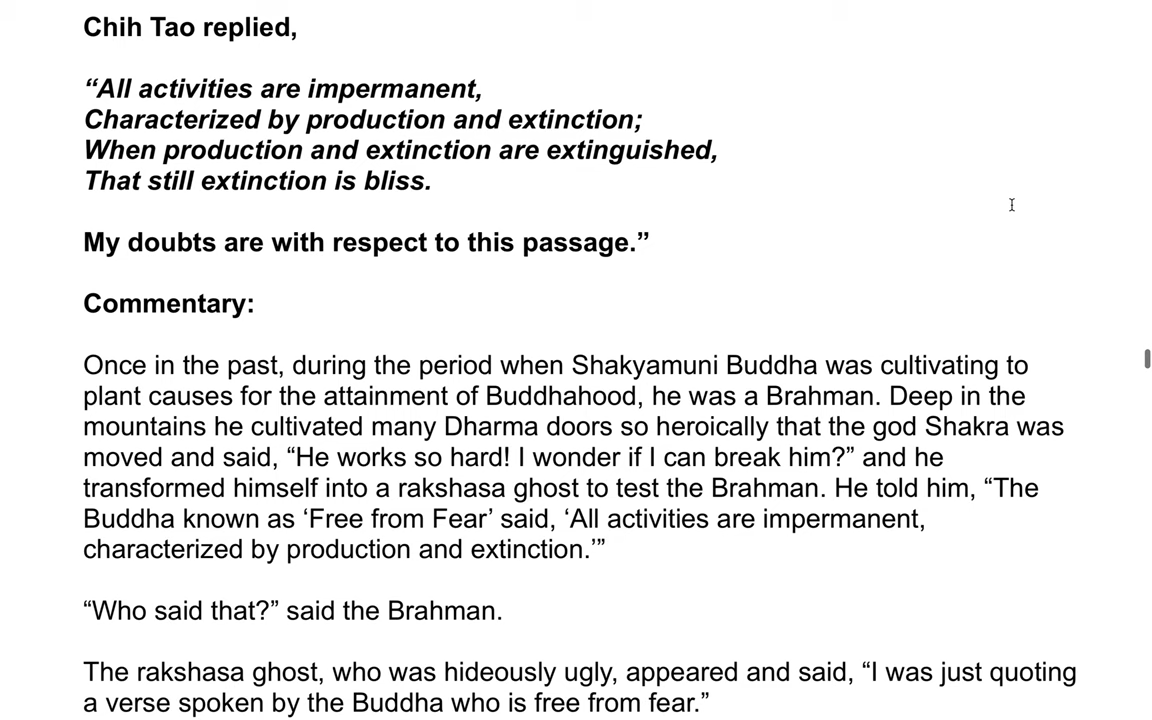 Chih Tao replied,
“All activities are impermanent,
Characterized by production and extinction;
When production and extinction are extinguished,
That still extinction is bliss.
My doubts are with respect to this passage.”
Commentary:
Once in the past, during the period when Shakyamuni Buddha was cultivating to
plant causes for the attainment of Buddhahood, he was a Brahman. Deep in the
mountains he cultivated many Dharma doors so heroically that the god Shakra was
moved and said, “He works so hard! I wonder if I can break him?” and he
transformed himself into a rakshasa ghost to test the Brahman. He told him, “The
Buddha known as ‘Free from Fear’ said, ‘All activities are impermanent,
characterized by production and extinction.’”
“Who said that?” said the Brahman.
The rakshasa ghost, who was hideously ugly, appeared and said, “I was just quoting
a verse spoken by the Buddha who is free from fear.”